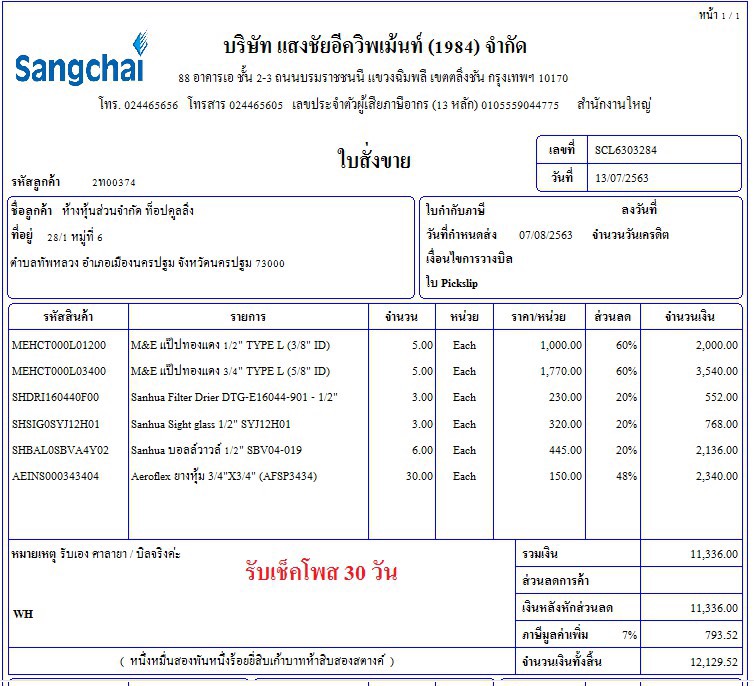 หน้า 1 / 1
Sangchai
บริษัท แสงชัยอีควิพเม้นท์ (1984) จำกัด
88 อาคารเอ ชั้น 2-3 ถนนบรมราชชนนี แขวงฉิมพลี เขตตลิ่งชัน กรุงเทพฯ 10170
โทร. 024465656 โทรสาร 024465605 เลขประจำตัวผู้เสียภาษีอากร (13 หลัก) 0105559044775 สำนักงานใหญ่
ใบสั่งขาย
เลขที่ SCL6303284
วันที่ 13/07/2563
รหัสลูกค้า 2ท00374
ชื่อลูกค้า ห้างหุ้นส่วนจำกัด ท็อปคูลลิ่ง
ที่อยู่ 28/1 หมู่ที่ 6
ตำบลทัพหลวง อำเภอเมืองนครปฐม จังหวัดนครปฐม 73000
ใบกำกับภาษี ลงวันที่
วันที่กำหนดส่ง 07/08/2563 จำนวนวันเครดิต
เงื่อนไขการวางบิล
ใบ Pickslip
รหัสสินค้า รายการ จำนวน หน่วย ราคา/หน่วย ส่วนลด จำนวนเงิน
MEHCT000L01200 M&E แป๊ปทองแดง 1/2" TYPE L (3/8" ID) 5.00 Each 1,000.00 60% 2,000.00
MEHCT000L03400 M&E แป๊ปทองแดง 3/4" TYPE L (5/8" ID) 5.00 Each 1,770.00 60% 3,540.00
SHDRI160440F00 Sanhua Filter Drier DTG-E16044-901 - 1/2" 3.00 Each 230.00 20% 552.00
SHSIG0SYJ12H01 Sanhua Sight glass 1/2" SYJ12H01 3.00 Each 320.00 20% 768.00
SHBAL0SBVA4Y02 Sanhua บอลล์วาวล์ 1/2" SBV04-019 6.00 Each 445.00 20% 2,136.00
AEINS000343404 Aeroflex ยางหุ้ม 3/4"X3/4" (AFSP3434) 30.00 Each 150.00 48% 2,340.00
หมายเหตุ รับเอง ศาลายา / บิลจริงค่ะ
รับเช็คโพส 30 วัน
WH
รวมเงิน 11,336.00
ส่วนลดการค้า
เงินหลังหักส่วนลด 11,336.00
ภาษีมูลค่าเพิ่ม 7% 793.52
( หนึ่งหมื่นสองพันหนึ่งร้อยยี่สิบเก้าบาทห้าสิบสองสตางค์ ) จำนวนเงินทั้งสิ้น 12,129.52